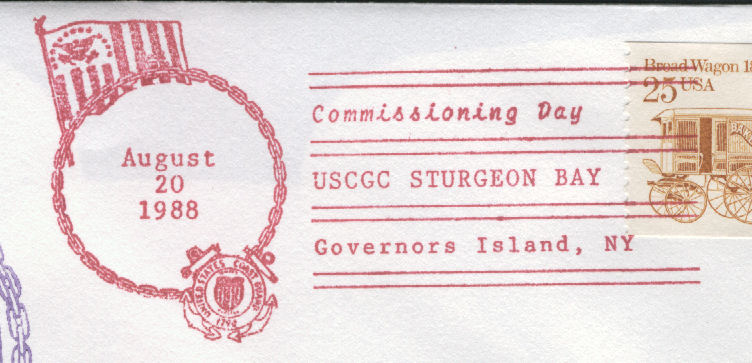 August
20
1988
Commissioning Day
USCGC STURGEON BAY
Governors Island, NY
UNITED STATES COAST GUARD
1790
Bread Wagon 18
25 USA